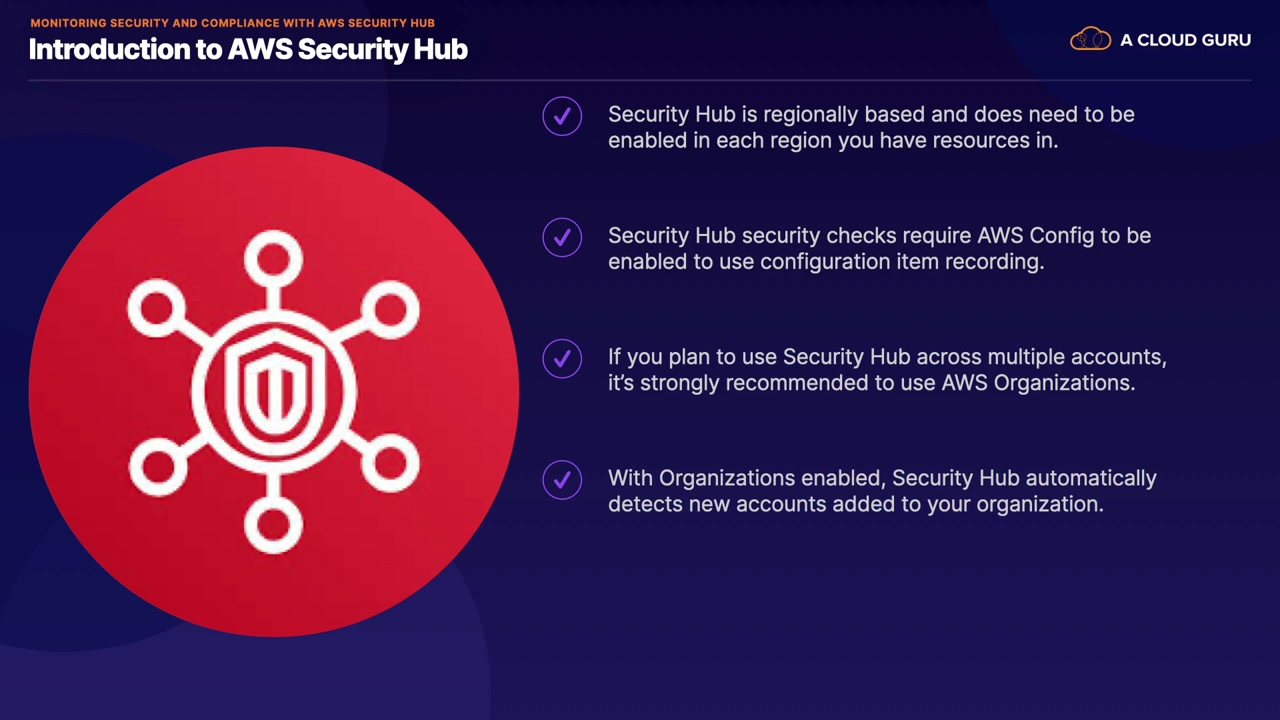 MONITORING SECURITY AND COMPLIANCE WITH AWS SECURITY HUB
Introduction to AWS Security Hub
A CLOUD GURU
Security Hub is regionally based and does need to be
enabled in each region you have resources in.
Security Hub security checks require AWS Config to be
enabled to use configuration item recording.
If you plan to use Security Hub across multiple accounts,
it’s strongly recommended to use AWS Organizations.
With Organizations enabled, Security Hub automatically
detects new accounts added to your organization.